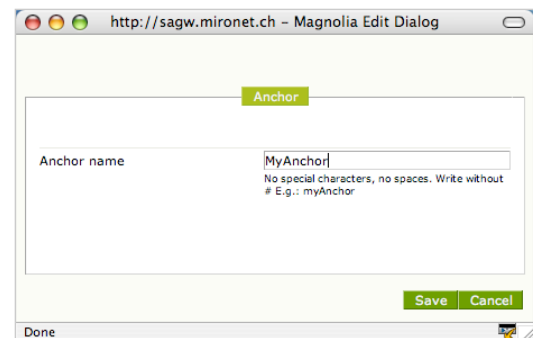 http://sagw.mironet.ch – Magnolia Edit Dialog
Anchor
Anchor name
MyAnchor
No special characters, no spaces. Write without
# E.g.: myAnchor
Save Cancel
Done